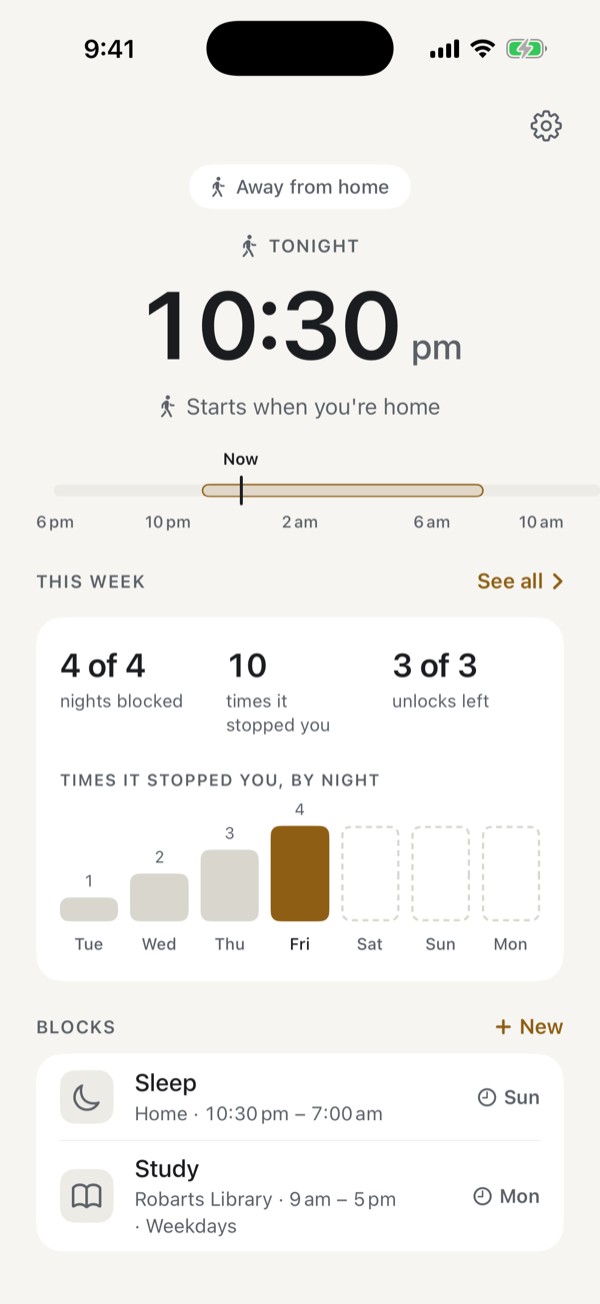 9:41
Away from home
TONIGHT
10:30 pm
Starts when you're home
Now
6 pm 10 pm 2 am 6 am 10 am
THIS WEEK See all
4 of 4 10 3 of 3
nights blocked times it unlocks left
stopped you
TIMES IT STOPPED YOU, BY NIGHT
1 2 3 4
Tue Wed Thu Fri Sat Sun Mon
BLOCKS + New
Sleep
Home · 10:30 pm – 7:00 am Sun
Study
Robarts Library · 9 am – 5 pm Mon
· Weekdays